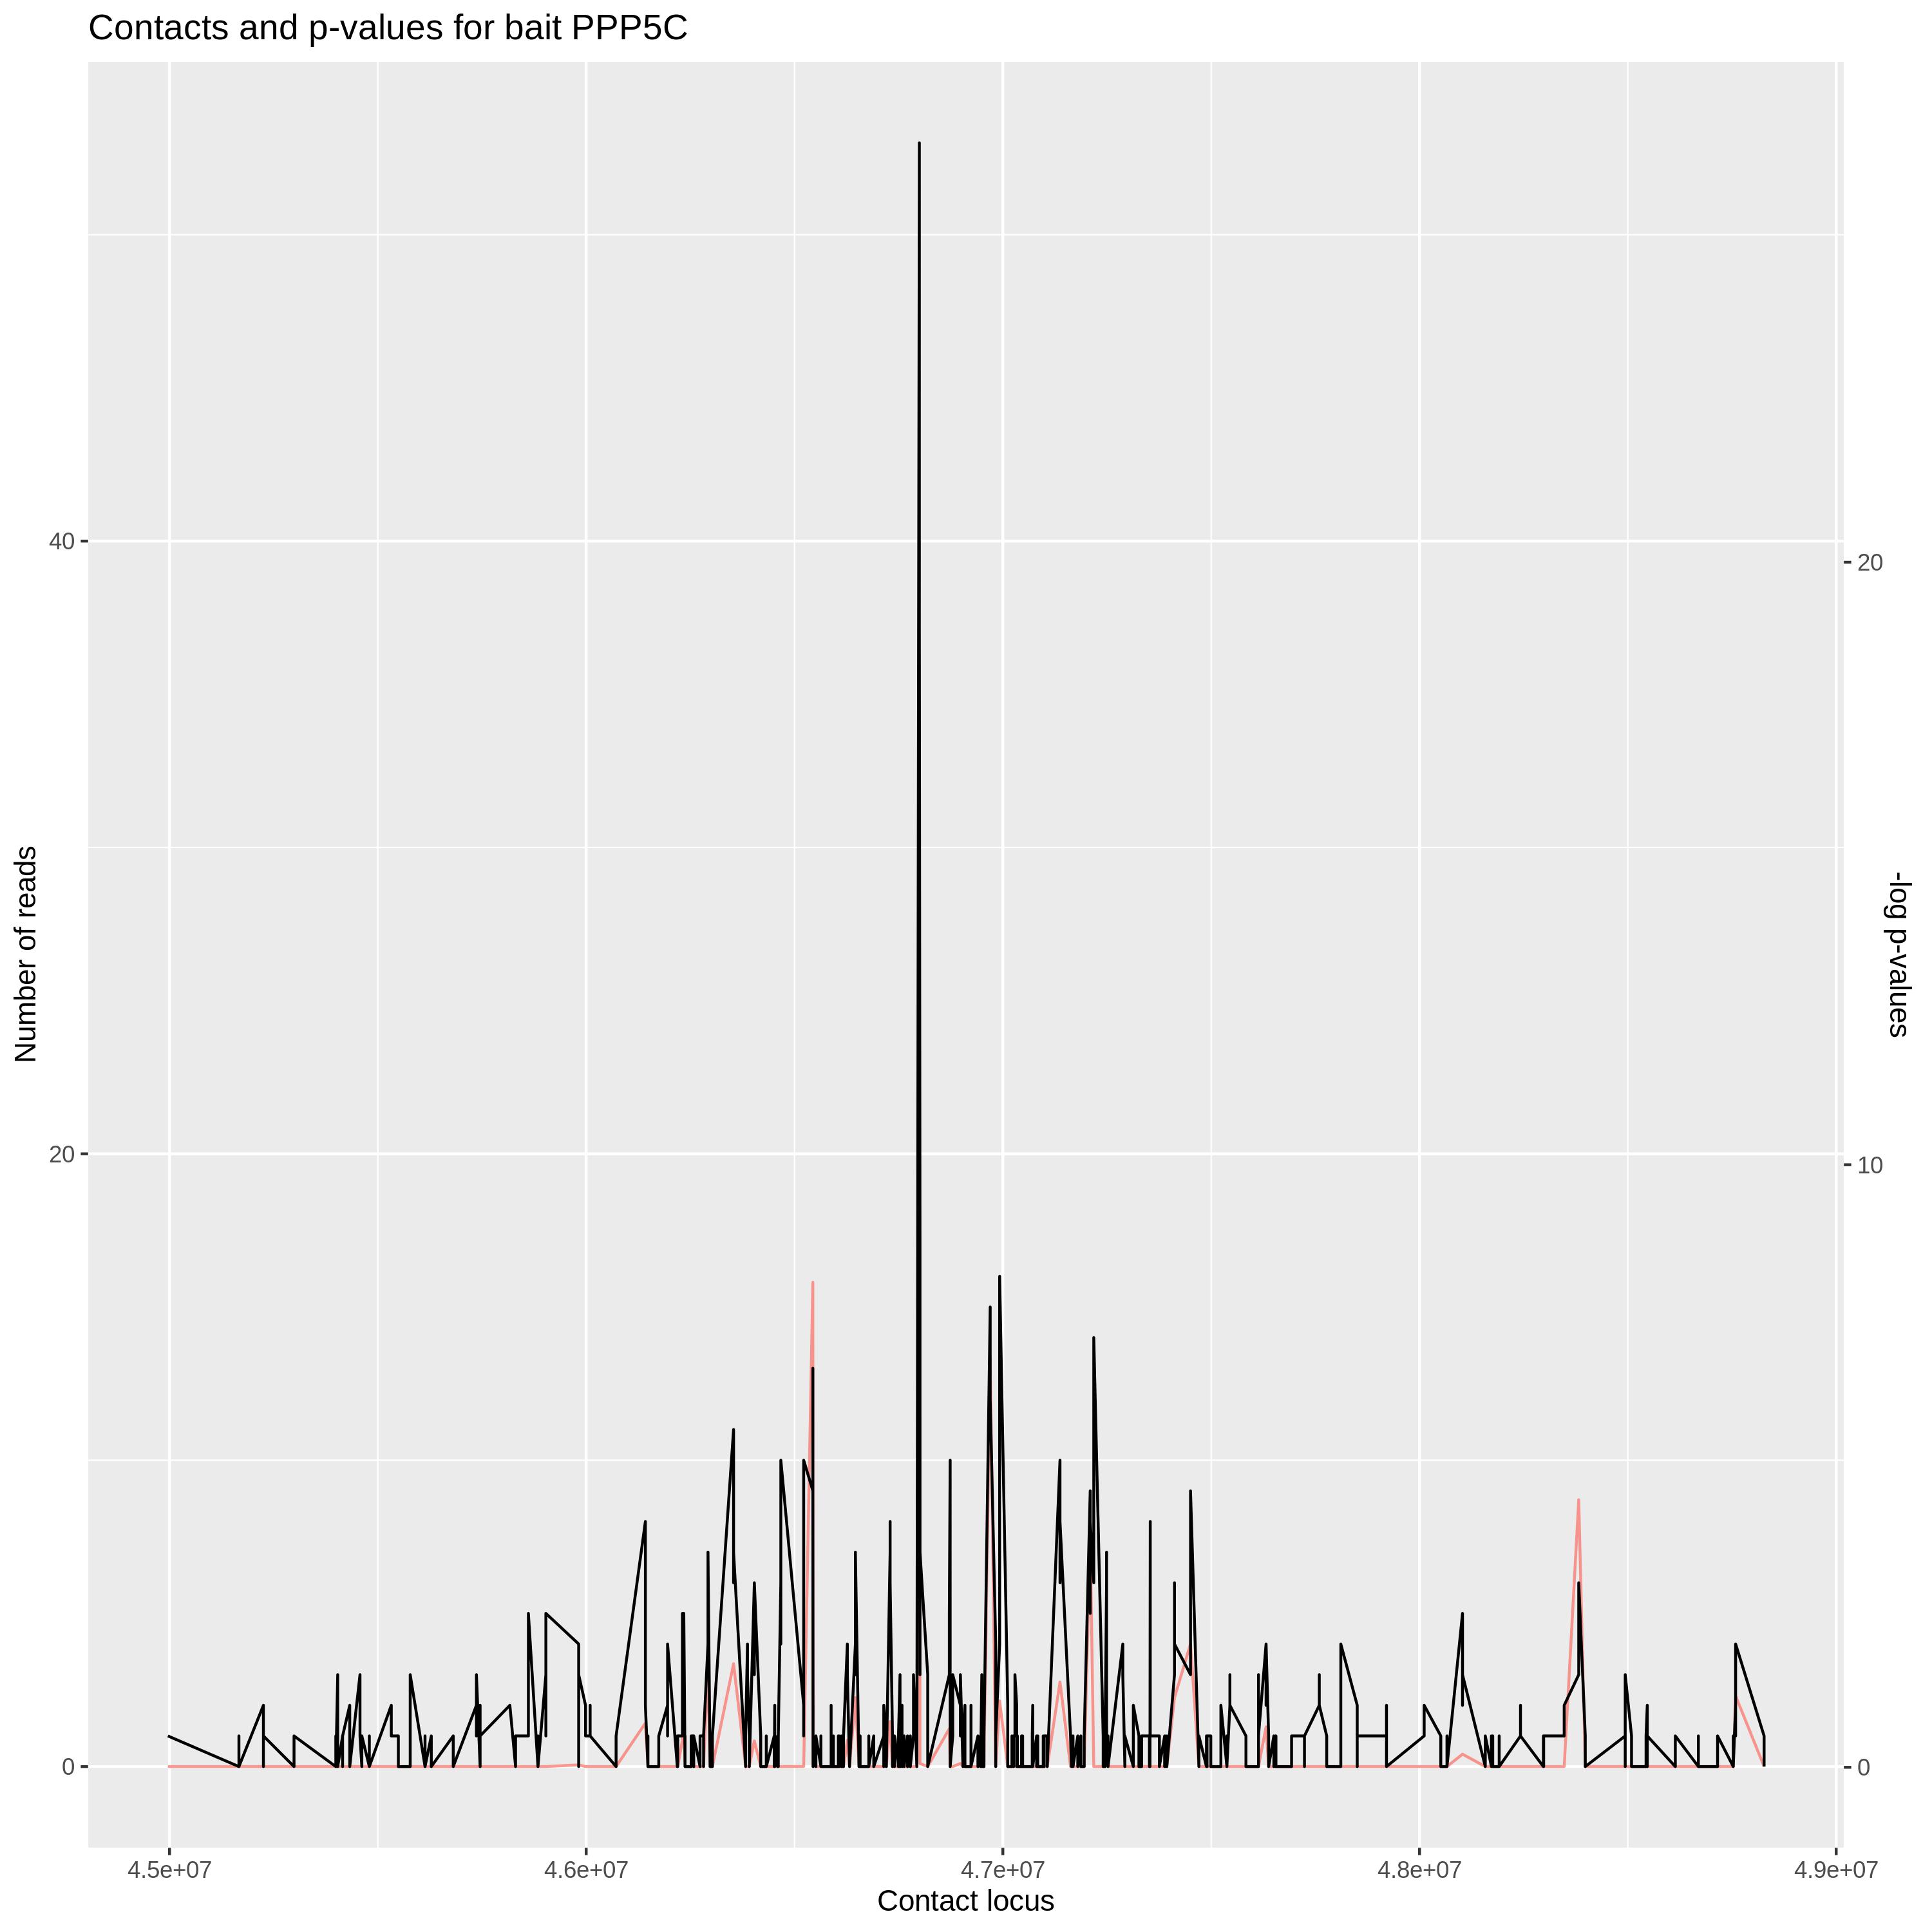 Contacts and p-values for bait PPP5C
Number of reads
40
20
0
20
10
0
-log p-values
4.5e+07
4.6e+07
4.7e+07
4.8e+07
4.9e+07
Contact locus